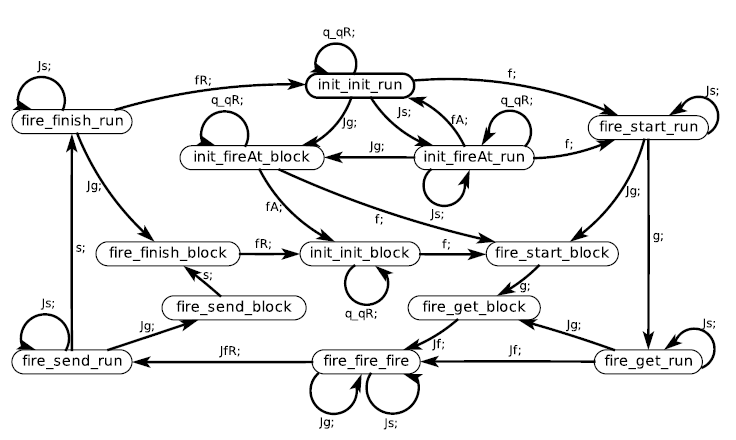 q_qR;
Js;
fR;
init_init_run
f;
Js;
q_qR;
q_qR;
fire_finish_run
Jg;
Js;
fA;
fire_start_run
init_fireAt_block
Jg;
init_fireAt_run
f;
Jg;
Js;
Jg;
fA;
f;
s;
g;
fire_finish_block
fR;
init_init_block
f;
fire_start_block
s;
g;
q_qR;
fire_send_block
fire_get_block
Js;
Jg;
Jg;
Js;
Jf;
fire_send_run
JfR;
fire_fire_fire
Jf;
fire_get_run
Jg;
Js;